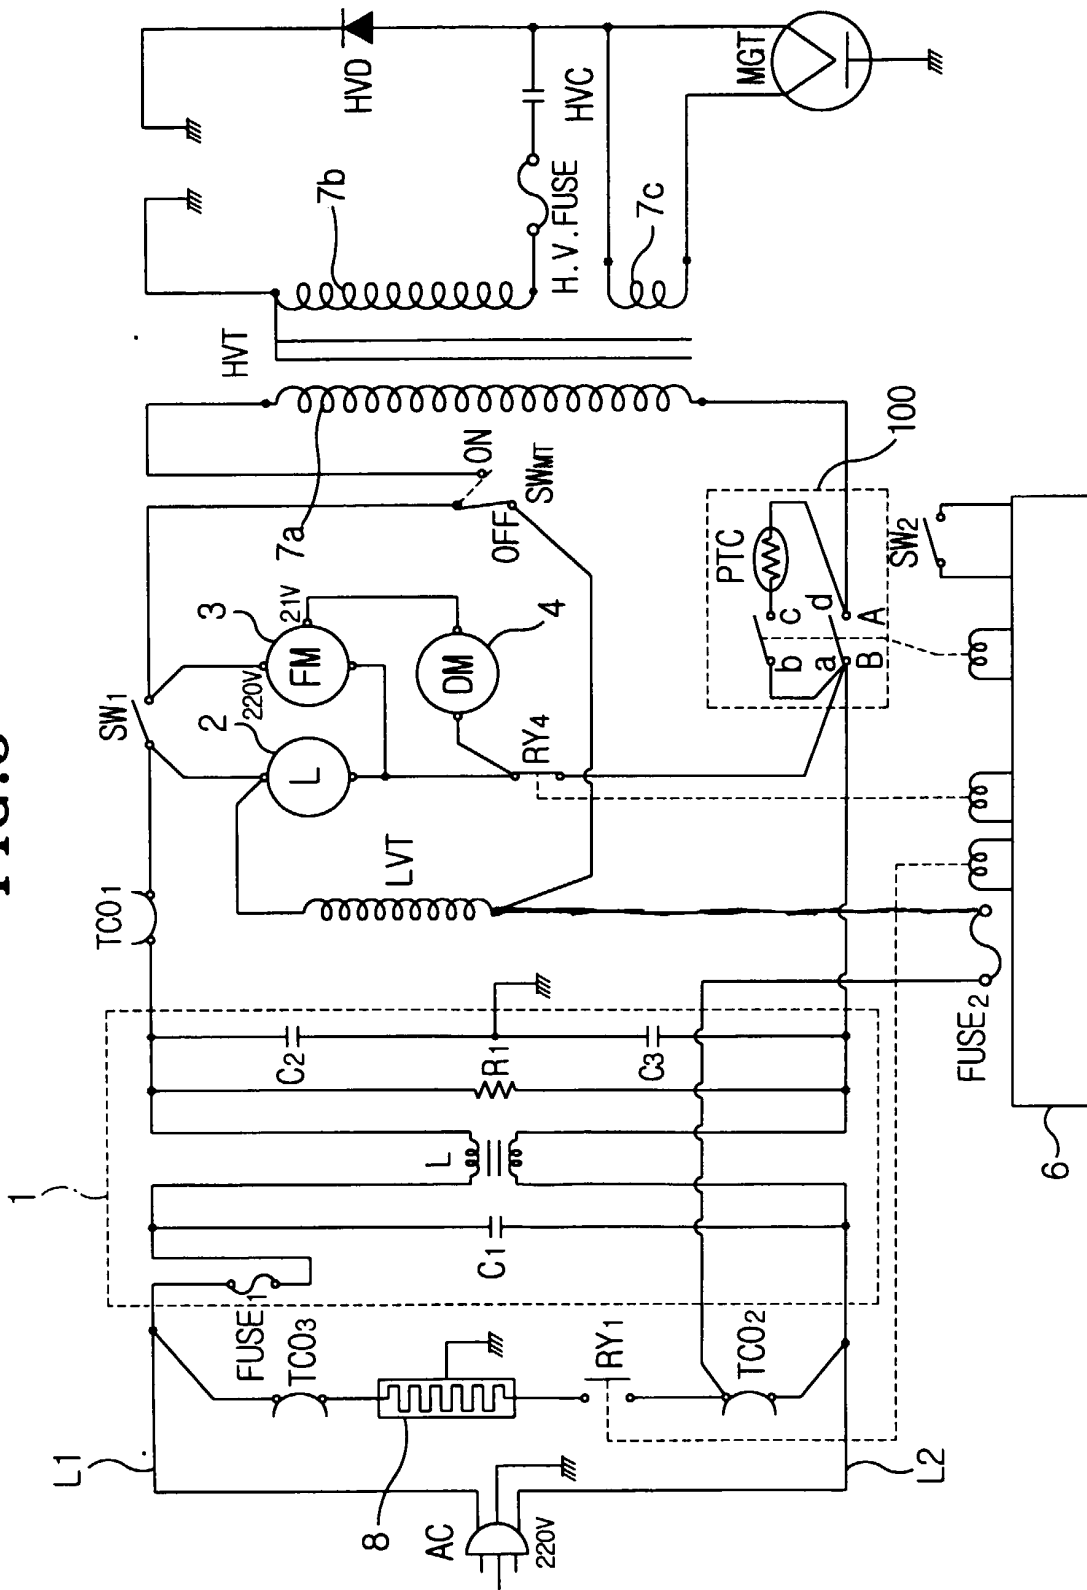 L1
1
TCO1
SW1
FUSE1
TCO3
C2
2
220V
3
21V
HVT
L
FM
7a
7b
HVD
8
AC
220V
L
R1
C1
C3
LVT
DM
4
OFF
ON
SWMT
H.V.FUSE
HVC
RY1
RY4
7c
MGT
TCO2
PTC
b
c
a
d
B
A
100
L2
FUSE2
SW2
6